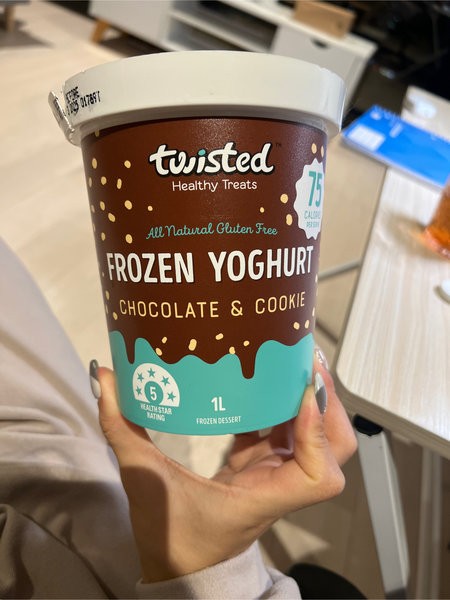 twisted™
Healthy Treats
75
CALORIES
All Natural Gluten Free
FROZEN YOGHURT
CHOCOLATE & COOKIE
5
HEALTH STAR
RATING
1L
FROZEN DESSERT